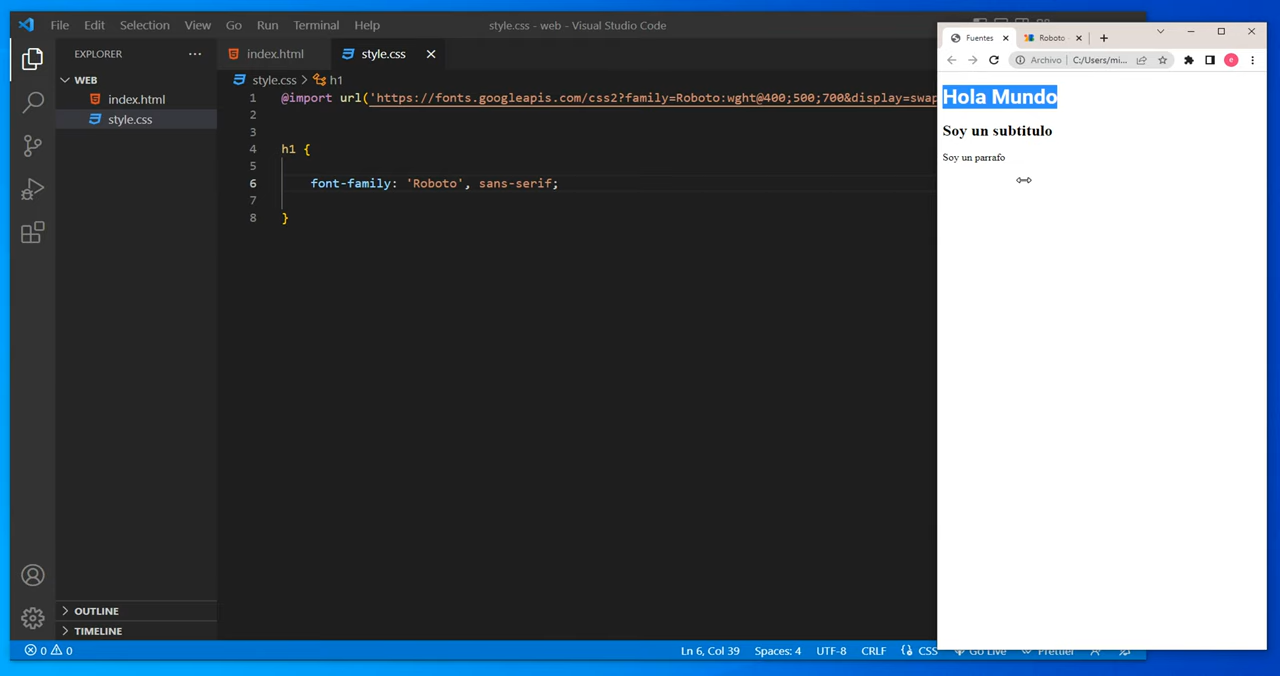 File Edit Selection View Go Run Terminal Help
style.css - web - Visual Studio Code
EXPLORER
WEB
index.html
style.css
OUTLINE
TIMELINE
index.html
style.css
style.css > h1
1 @import url('https://fonts.googleapis.com/css2?family=Roboto:wght@400;500;700&display=swap
2
3
4 h1 {
5
6 font-family: 'Roboto', sans-serif;
7
8 }
0 0
Ln 6, Col 39 Spaces: 4 UTF-8 CRLF CSS Go Live Prettier
Fuentes
Roboto
Archivo C:/Users/mi...
e
Hola Mundo
Soy un subtitulo
Soy un parrafo